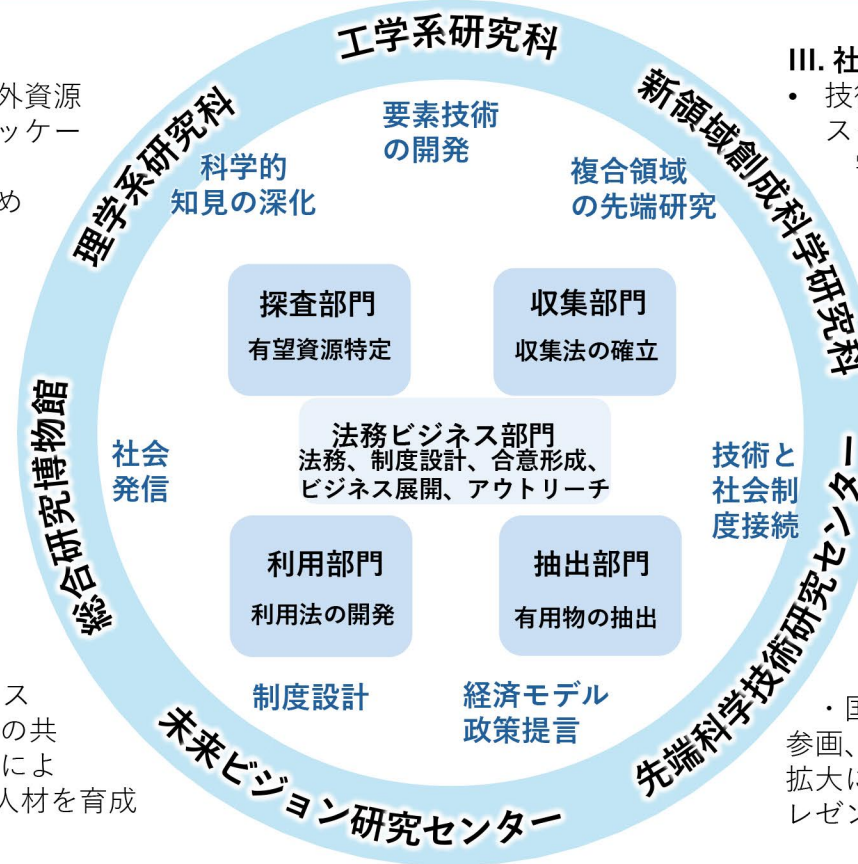 工学系研究科
III. 社
外資源
・ 技術
ッケー
新領域創成科学研究科
理学系研究科
要素技術
の開発
ス
科学的
知見の深化
複合領域
の先端研究
め
探査部門
有望資源特定
収集部門
収集法の確立
総合研究博物館
法務ビジネス部門
法務、制度設計、合意形成、
ビジネス展開、アウトリーチ
社会
発信
技術と
社会制
度接続
先端科学技術研究センター
利用部門
利用法の開発
抽出部門
有用物の抽出
制度設計
経済モデル
政策提言
ス
の共
によ
人材を育成
未来ビジョン研究センター
・国
参画、
拡大に
レゼン